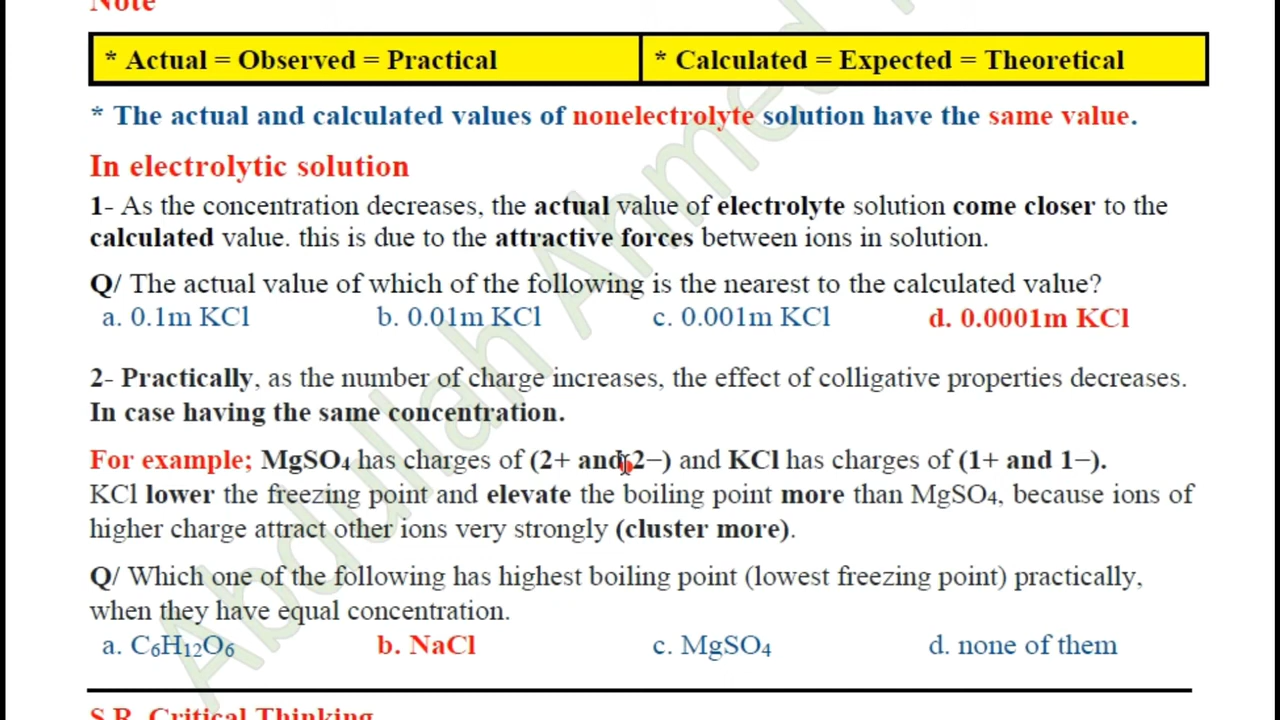 Note
* Actual = Observed = Practical
* Calculated = Expected = Theoretical
* The actual and calculated values of nonelectrolyte solution have the same value.
In electrolytic solution
1- As the concentration decreases, the actual value of electrolyte solution come closer to the
calculated value. this is due to the attractive forces between ions in solution.
Q/ The actual value of which of the following is the nearest to the calculated value?
a. 0.1m KCl b. 0.01m KCl c. 0.001m KCl d. 0.0001m KCl
2- Practically, as the number of charge increases, the effect of colligative properties decreases.
In case having the same concentration.
For example; MgSO₄ has charges of (2+ and 2−) and KCl has charges of (1+ and 1−).
KCl lower the freezing point and elevate the boiling point more than MgSO₄, because ions of
higher charge attract other ions very strongly (cluster more).
Q/ Which one of the following has highest boiling point (lowest freezing point) practically,
when they have equal concentration.
a. C₆H₁₂O₆ b. NaCl c. MgSO₄ d. none of them
S.R. Critical Thinking
Abdullah Ahmed